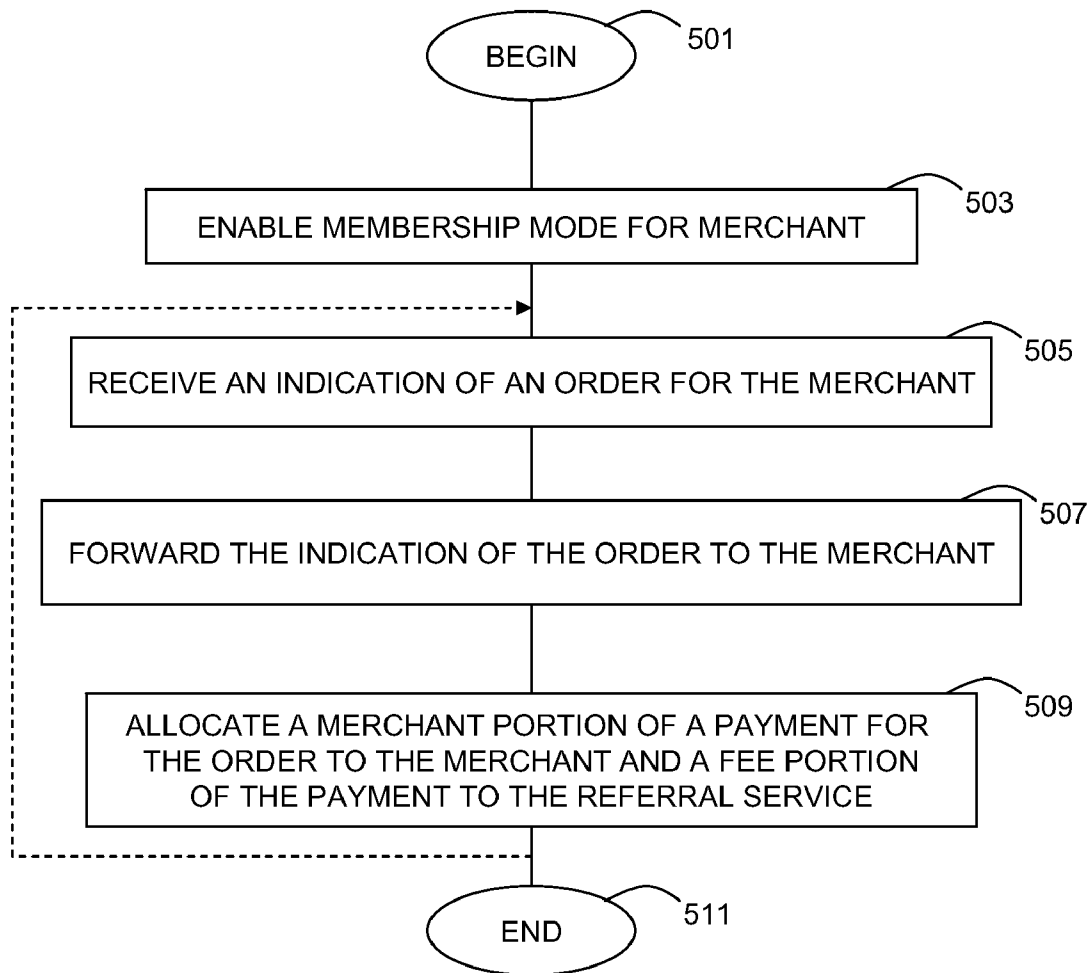 BEGIN
501
503
ENABLE MEMBERSHIP MODE FOR MERCHANT
505
RECEIVE AN INDICATION OF AN ORDER FOR THE MERCHANT
507
FORWARD THE INDICATION OF THE ORDER TO THE MERCHANT
509
ALLOCATE A MERCHANT PORTION OF A PAYMENT FOR
THE ORDER TO THE MERCHANT AND A FEE PORTION
OF THE PAYMENT TO THE REFERRAL SERVICE
511
END